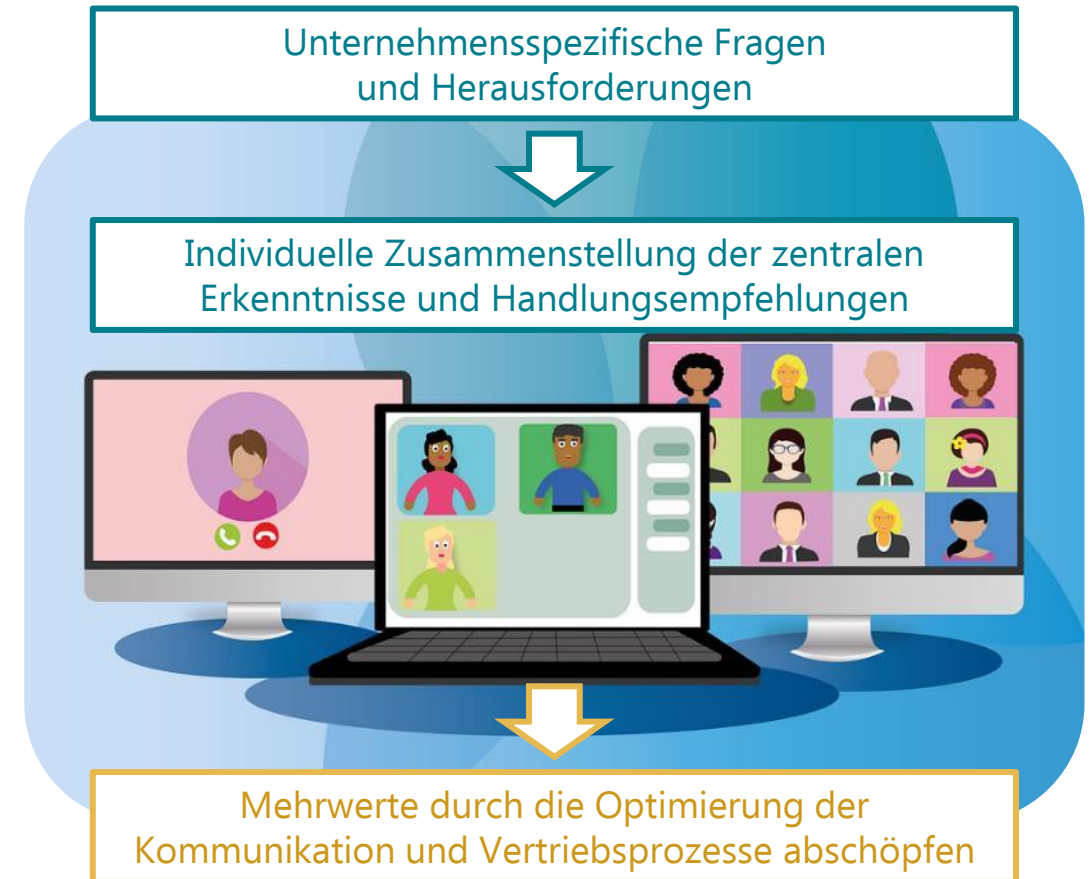 Unternehmensspezifische Fragen
und Herausforderungen
Individuelle Zusammenstellung der zentralen
Erkenntnisse und Handlungsempfehlungen
Mehrwerte durch die Optimierung der
Kommunikation und Vertriebsprozesse abschöpfen